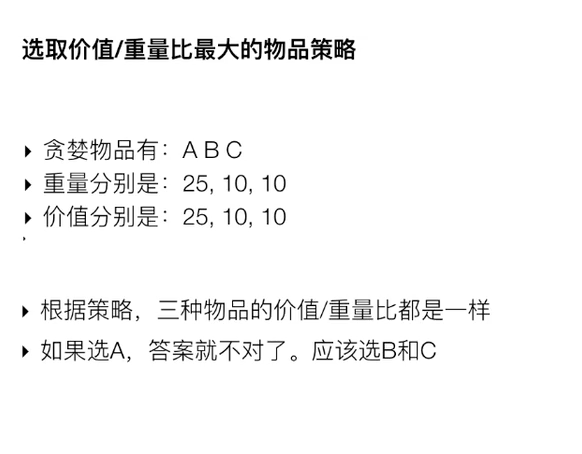 选取价值/重量比最大的物品策略
贪婪物品有：A B C
重量分别是：25, 10, 10
价值分别是：25, 10, 10
根据策略，三种物品的价值/重量比都是一样
如果选A，答案就不对了。应该选B和C